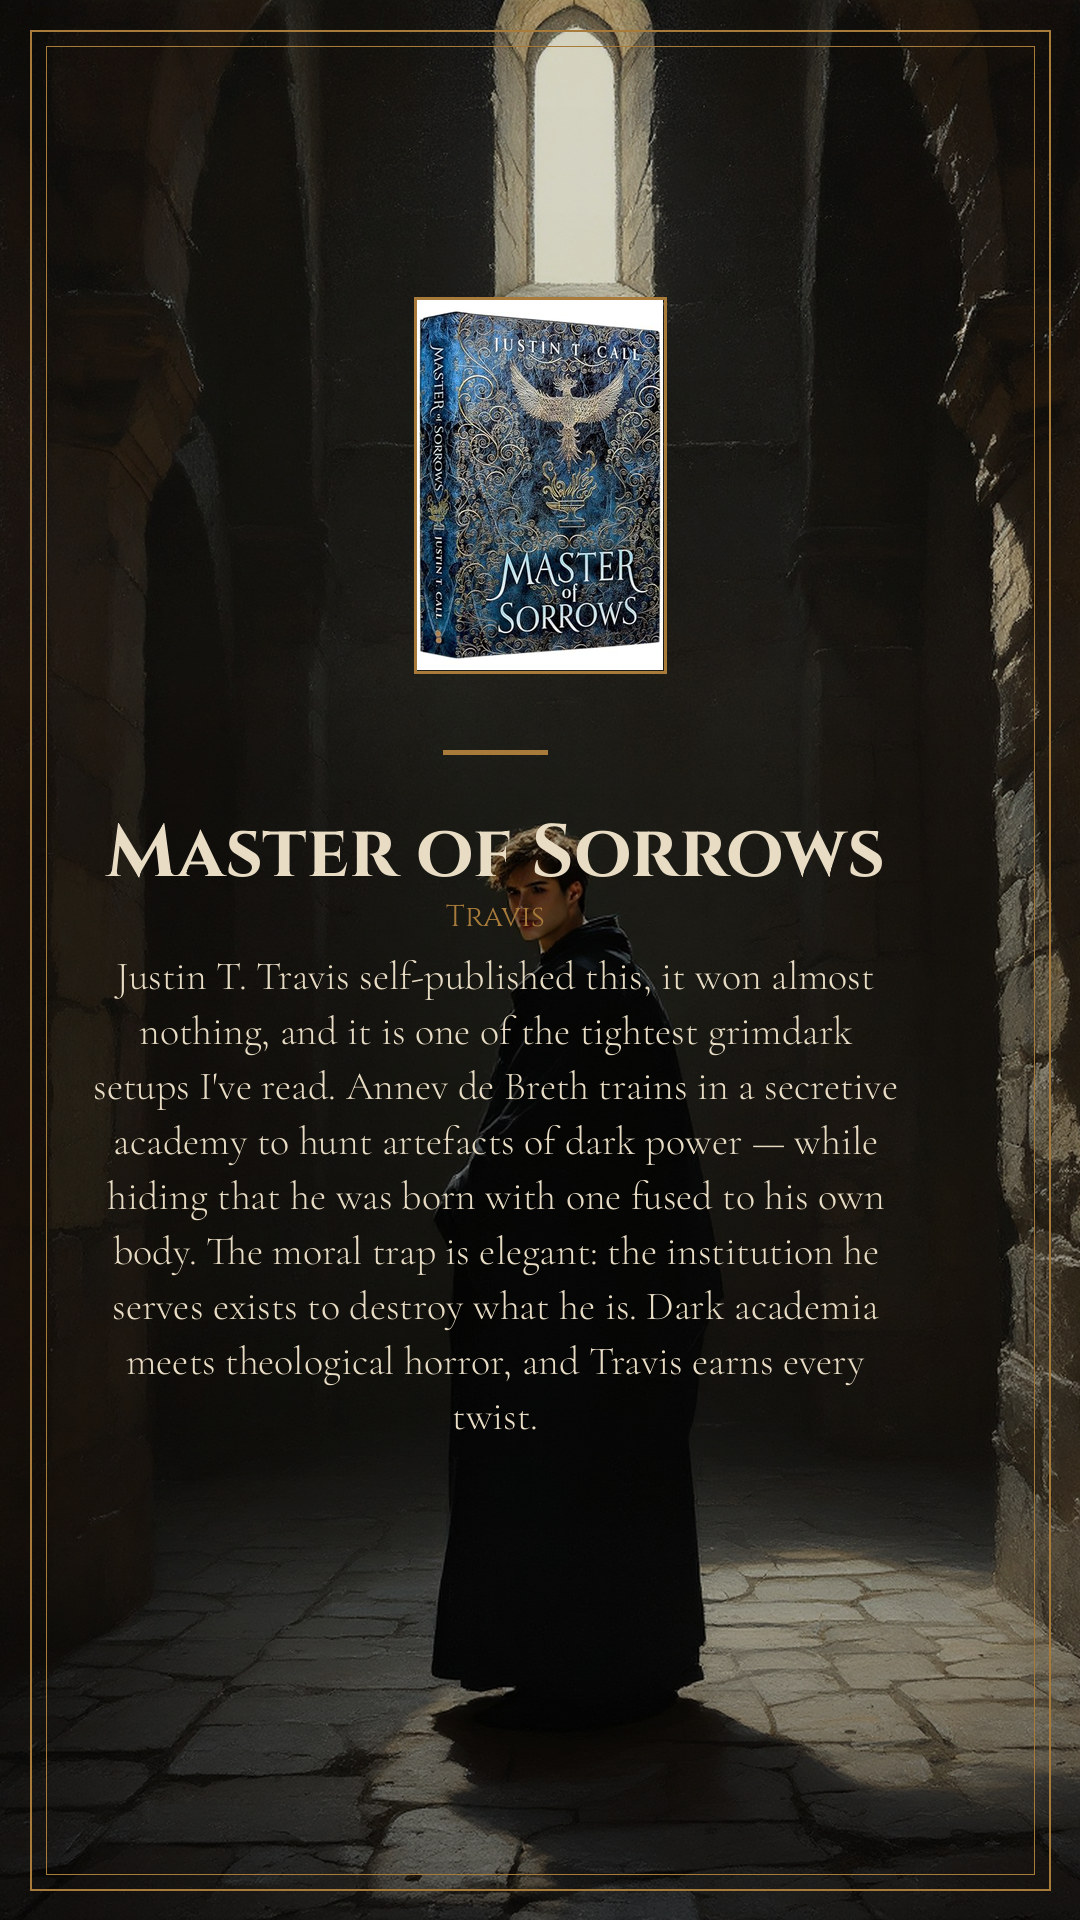 JUSTIN T. CALL
MASTER of SORROWS JUSTIN T. CALL
MASTER
of
SORROWS
Master of Sorrows
Travis
Justin T. Travis self-published this, it won almost
nothing, and it is one of the tightest grimdark
setups I've read. Annev de Breth trains in a secretive
academy to hunt artefacts of dark power — while
hiding that he was born with one fused to his own
body. The moral trap is elegant: the institution he
serves exists to destroy what he is. Dark academia
meets theological horror, and Travis earns every
twist.